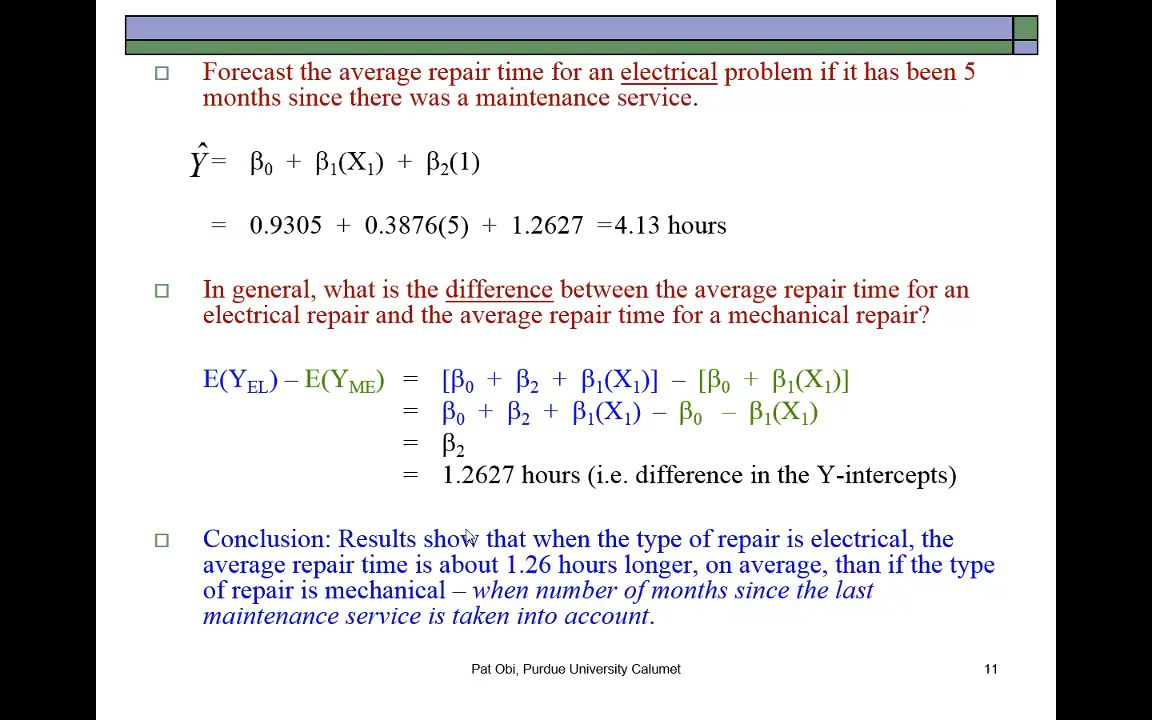 Forecast the average repair time for an electrical problem if it has been 5
months since there was a maintenance service.
Ŷ = β₀ + β₁(X₁) + β₂(1)
= 0.9305 + 0.3876(5) + 1.2627 =4.13 hours
In general, what is the difference between the average repair time for an
electrical repair and the average repair time for a mechanical repair?
E(Y_EL) – E(Y_ME) = [β₀ + β₂ + β₁(X₁)] – [β₀ + β₁(X₁)]
= β₀ + β₂ + β₁(X₁) – β₀ – β₁(X₁)
= β₂
= 1.2627 hours (i.e. difference in the Y-intercepts)
Conclusion: Results show that when the type of repair is electrical, the
average repair time is about 1.26 hours longer, on average, than if the type
of repair is mechanical – when number of months since the last
maintenance service is taken into account.
Pat Obi, Purdue University Calumet 11